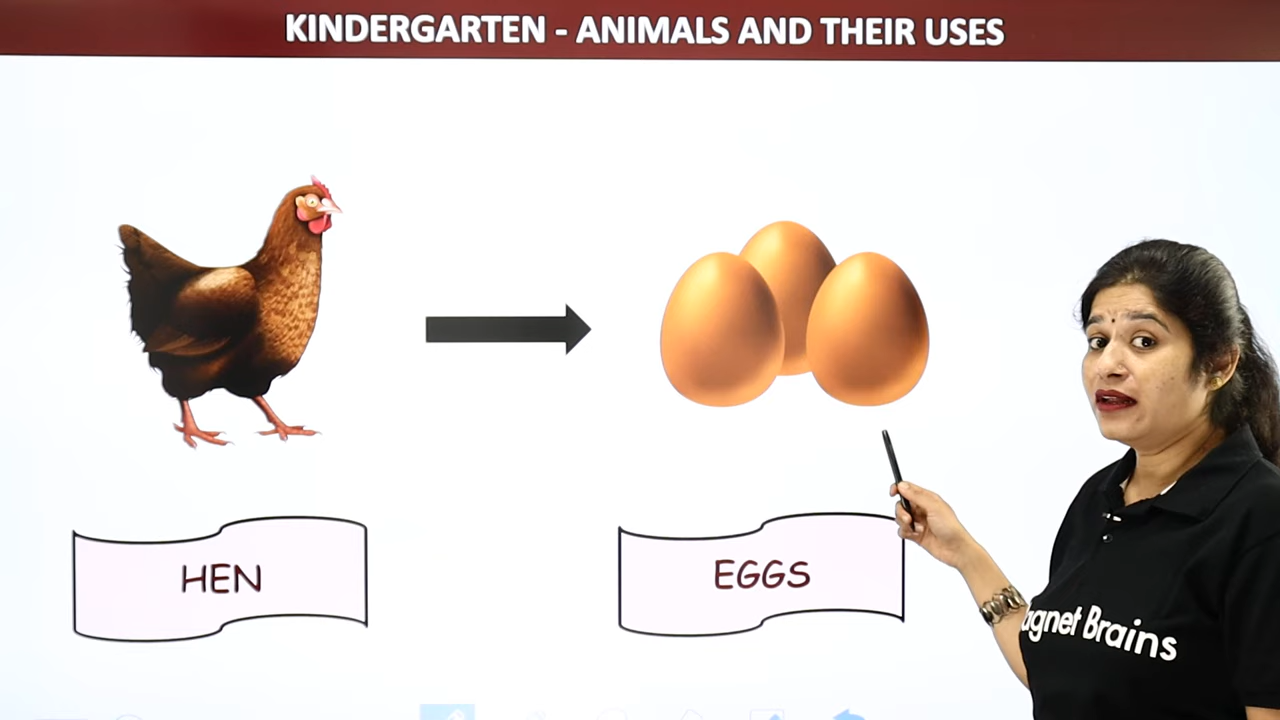 KINDERGARTEN - ANIMALS AND THEIR USES
HEN
EGGS
agnet Brains